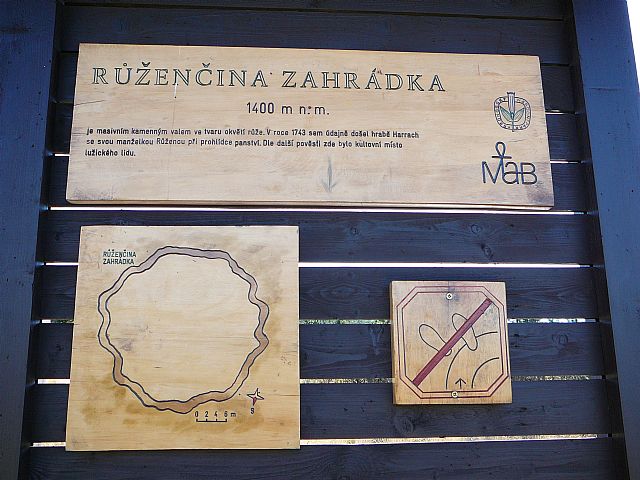 RŮŽENČINA ZAHRÁDKA
1400 m n. m.
je masivním kamenným valem ve tvaru okvětí růže. V roce 1743 sem údajně došel hrabě Harrach
se svou manželkou Růženou při prohlídce panství. Dle další pověsti zde bylo kultovní místo
lužického lidu.
MaB
RŮŽENČINA
ZAHRÁDKA
0 2 4 6 m
S